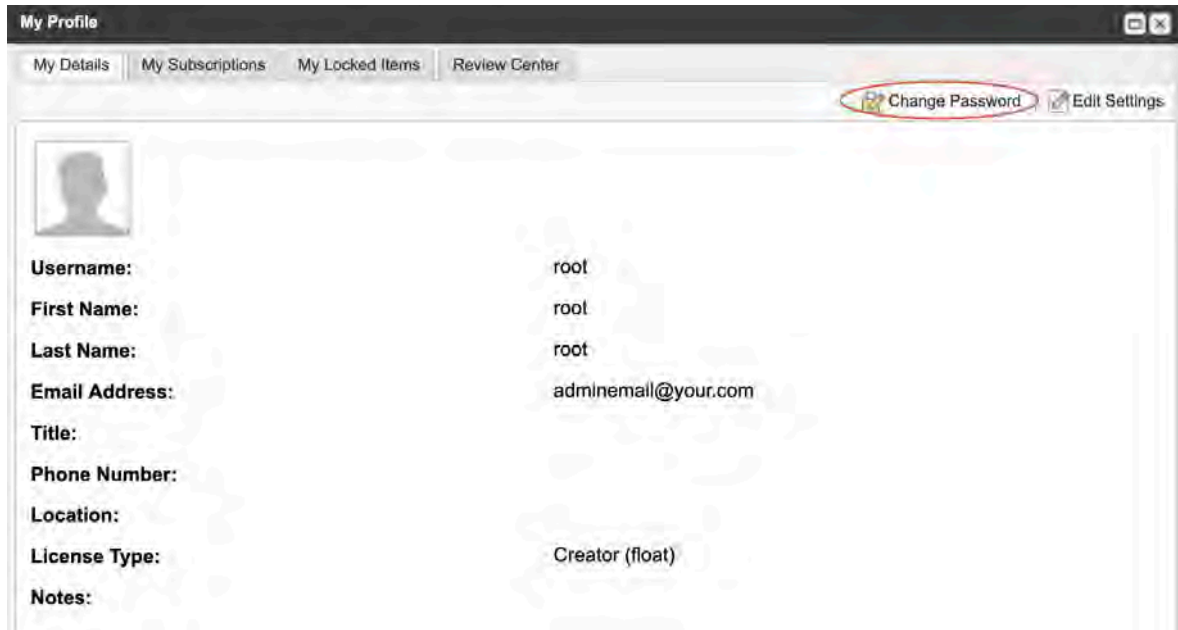 My Profile
My Details My Subscriptions My Locked Items Review Center
Change Password Edit Settings
Username: root
First Name: root
Last Name: root
Email Address: adminemail@your.com
Title:
Phone Number:
Location:
License Type: Creator (float)
Notes: